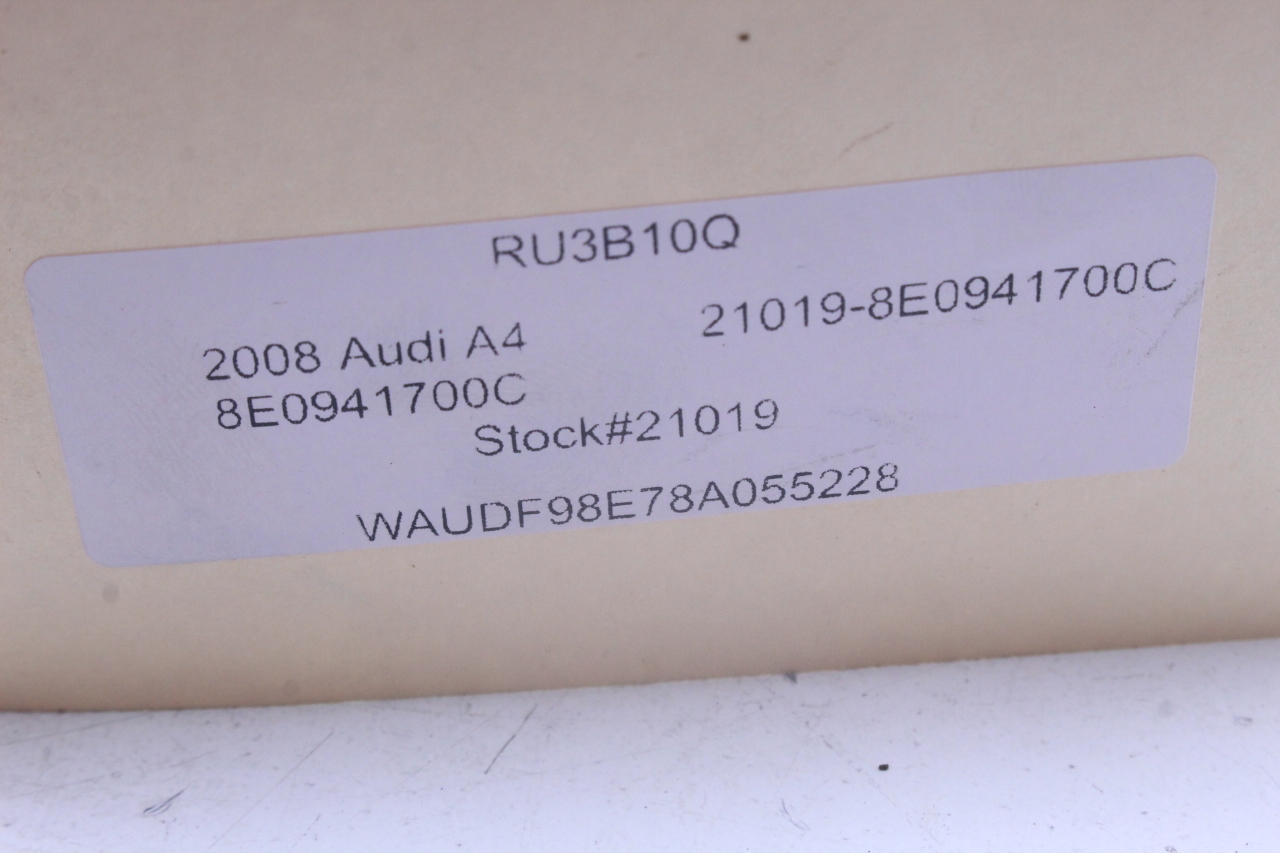 RU3B10Q
2008 Audi A4
21019-8E0941700C
8E0941700C
Stock#21019
WAUDF98E78A055228